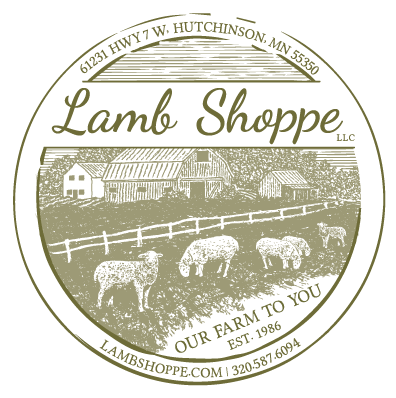 61231 HWY 7 W. HUTCHINSON, MN 55350
Lamb Shoppe
LLC
OUR FARM TO YOU
EST. 1986
LAMBSHOPPE.COM | 320.587.6094